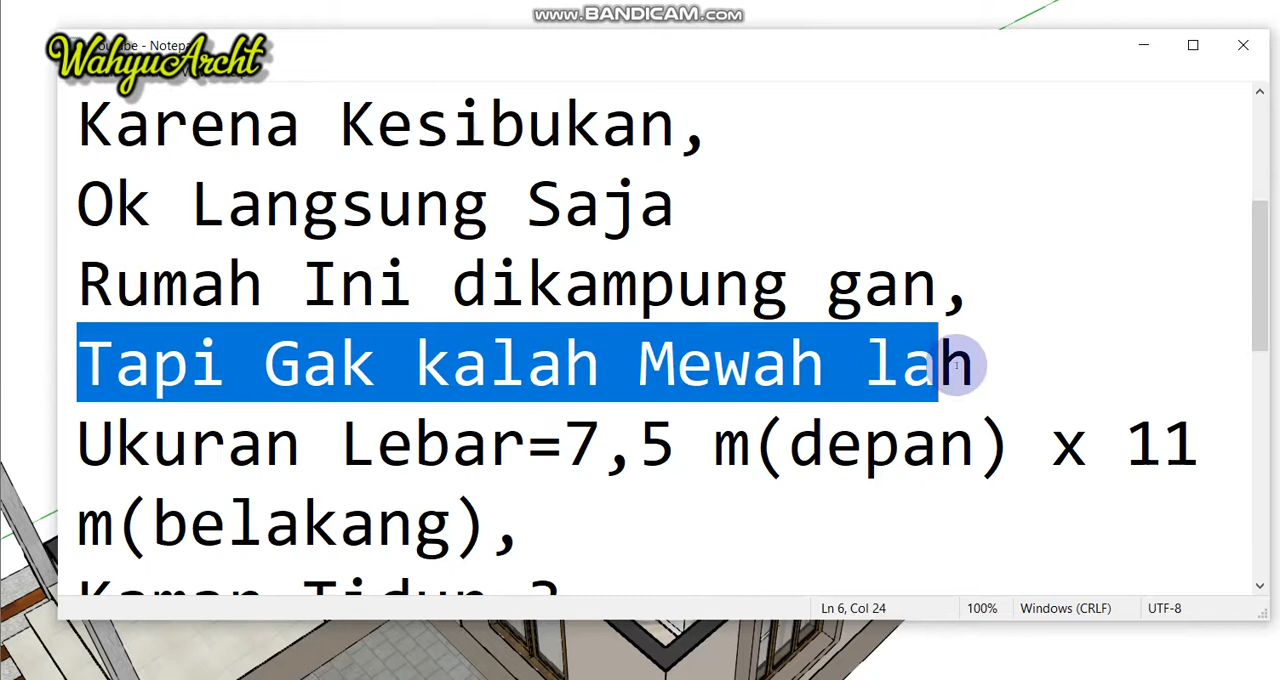 www.BANDICAM.com
WahyuArcht
Karena Kesibukan,
Ok Langsung Saja
Rumah Ini dikampung gan,
Tapi Gak kalah Mewah lah
Ukuran Lebar=7,5 m(depan) x 11
m(belakang),
Ln 6, Col 24
100%
Windows (CRLF)
UTF-8